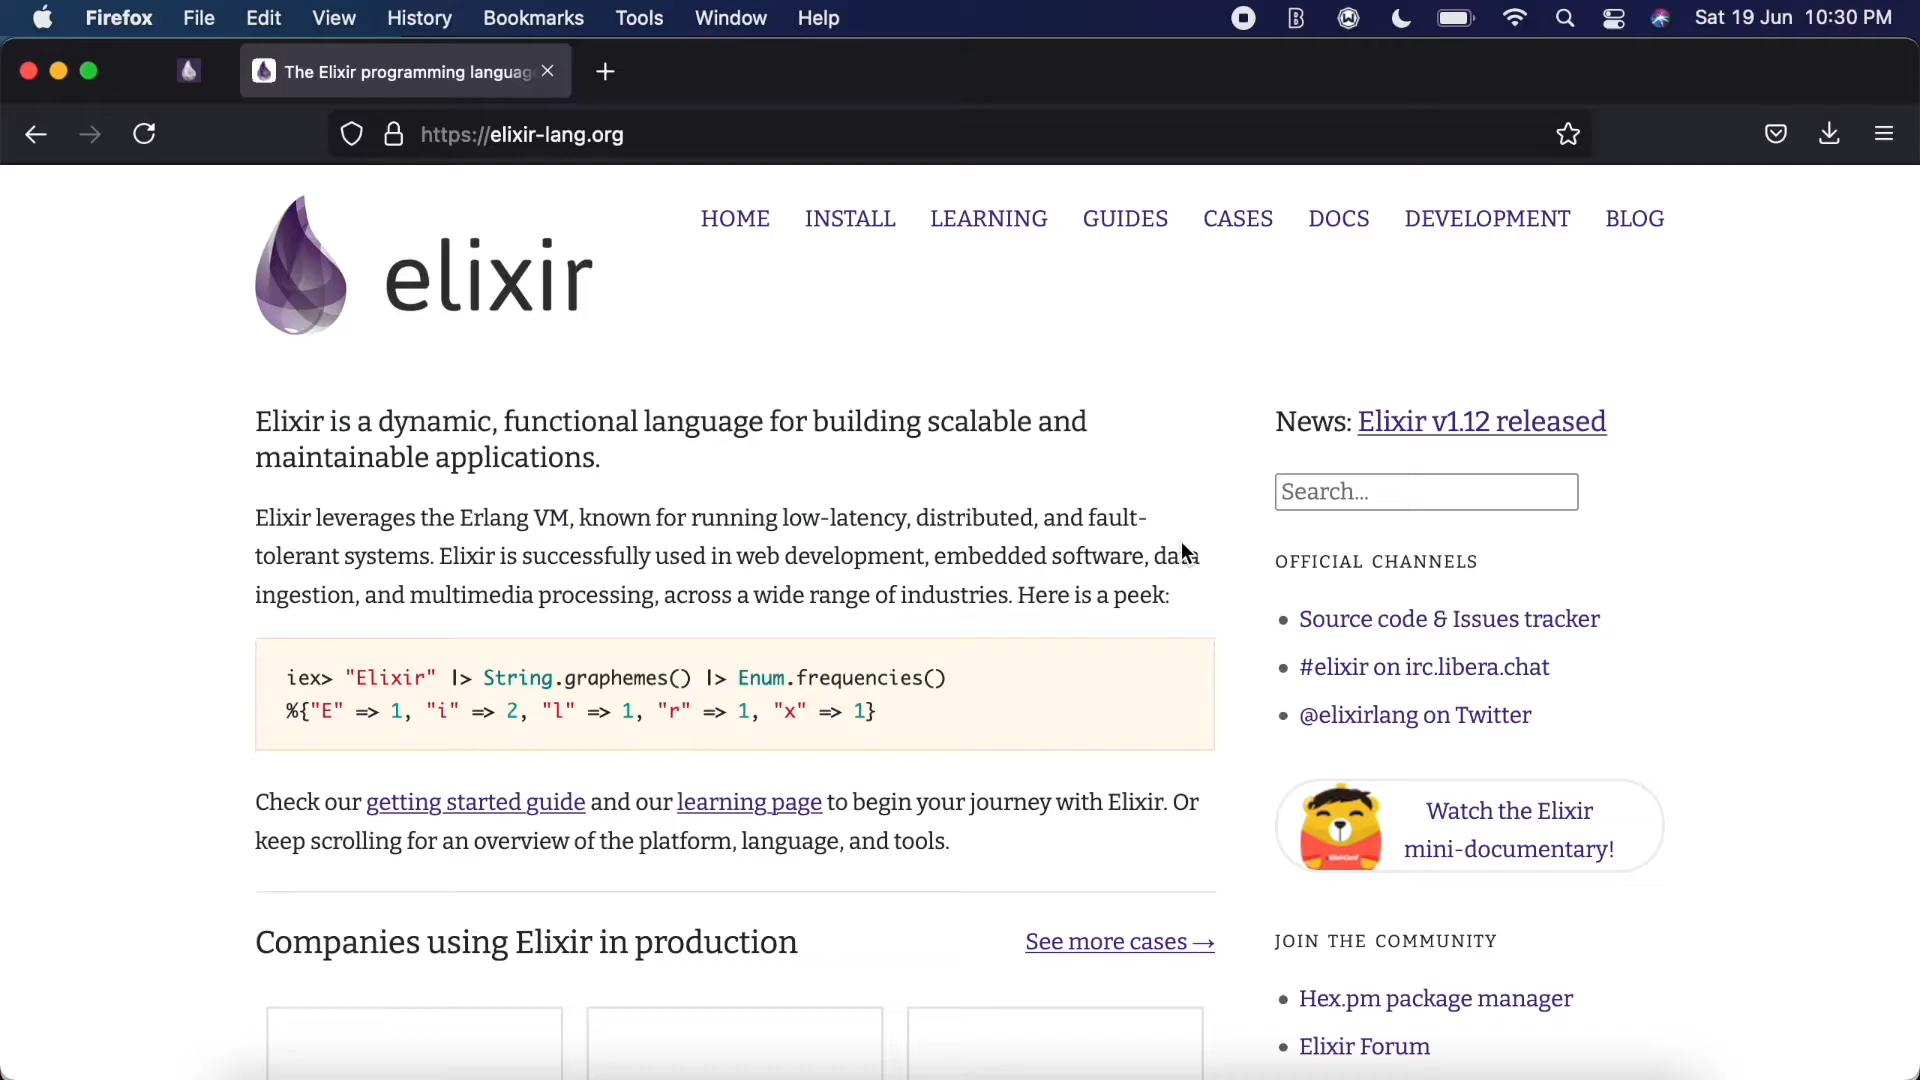 Firefox File Edit View History Bookmarks Tools Window Help Sat 19 Jun 10:30 PM
The Elixir programming languag
https://elixir-lang.org
elixir
HOME INSTALL LEARNING GUIDES CASES DOCS DEVELOPMENT BLOG
Elixir is a dynamic, functional language for building scalable and
maintainable applications.
Elixir leverages the Erlang VM, known for running low-latency, distributed, and fault-
tolerant systems. Elixir is successfully used in web development, embedded software, data
ingestion, and multimedia processing, across a wide range of industries. Here is a peek:
iex> "Elixir" |> String.graphemes() |> Enum.frequencies()
%{"E" => 1, "i" => 2, "l" => 1, "r" => 1, "x" => 1}
Check our getting started guide and our learning page to begin your journey with Elixir. Or
keep scrolling for an overview of the platform, language, and tools.
Companies using Elixir in production
See more cases →
News: Elixir v1.12 released
Search...
OFFICIAL CHANNELS
• Source code & Issues tracker
• #elixir on irc.libera.chat
• @elixirlang on Twitter
Watch the Elixir
mini-documentary!
JOIN THE COMMUNITY
• Hex.pm package manager
• Elixir Forum